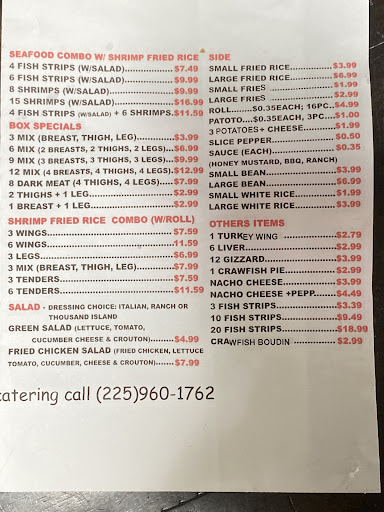 SEAFOOD COMBO W/ SHRIMP FRIED RICE
4 FISH STRIPS (W/SALAD)..............$7.49
6 FISH STRIPS (W/SALAD)..............$9.99
8 SHRIMPS (W/SALAD)..................$9.99
15 SHRIMPS (W/SALAD)................$16.99
4 FISH STRIPS (W/SALAD) + 6 SHRIMPS.$11.59
BOX SPECIALS
3 MIX (BREAST, THIGH, LEG)...........$3.99
6 MIX (2 BREASTS, 2 THIGHS, 2 LEGS)...$6.99
9 MIX (3 BREASTS, 3 THIGHS, 3 LEGS)...$9.99
12 MIX (4 BREASTS, 4 THIGHS, 4 LEGS)..$12.99
8 DARK MEAT (4 THIGHS, 4 LEGS)......$7.99
2 THIGHS + 1 LEG......................$2.99
1 BREAST + 1 LEG.....................$2.99
SHRIMP FRIED RICE COMBO (W/ROLL)
3 WINGS..............................$7.59
6 WINGS..............................11.59
3 LEGS...............................$6.99
3 MIX (BREAST, THIGH, LEG)..........$7.99
3 TENDERS............................$7.59
6 TENDERS...........................$11.59
SALAD - DRESSING CHOICE: ITALIAN, RANCH OR
THOUSAND ISLAND
GREEN SALAD (LETTUCE, TOMATO,
CUCUMBER CHEESE & CROUTON)........$4.99
FRIED CHICKEN SALAD (FRIED CHICKEN, LETTUCE
TOMATO, CUCUMBER, CHEESE & CROUTON)....$7.99
SIDE
SMALL FRIED RICE...................$3.99
LARGE FRIED RICE...................$6.99
SMALL FRIES........................$1.99
LARGE FRIES........................$2.99
ROLL........$0.35EACH; 16PC..$4.99
PATOTO.....$0.35EACH, 3PC....$1.00
3 POTATOES + CHEESE............$1.99
SLICE PEPPER.....................$0.50
SAUCE (EACH).....................$0.35
(HONEY MUSTARD, BBQ, RANCH)
SMALL BEAN.......................$3.99
LARGE BEAN.......................$6.99
SMALL WHITE RICE.................$1.99
LARGE WHITE RICE.................$3.99
OTHERS ITEMS
1 TURKEY WING ...................$2.79
6 LIVER..........................$2.99
12 GIZZARD.......................$3.99
1 CRAWFISH PIE...................$2.99
NACHO CHEESE.....................$3.99
NACHO CHEESE +PEPP...............$4.49
3 FISH STRIPS....................$3.39
10 FISH STRIPS...................$9.49
20 FISH STRIPS..................$18.99
CRAWFISH BOUDIN .................$2.99
catering call (225)960-1762